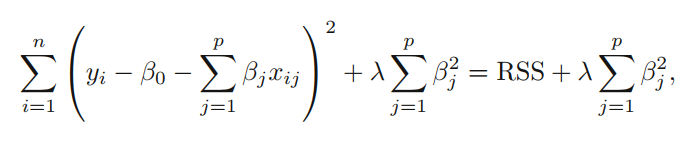 $$\sum_{i=1}^{n} \left( y_i - \beta_0 - \sum_{j=1}^{p} \beta_j x_{ij} \right)^2 + \lambda \sum_{j=1}^{p} \beta_j^2 = \text{RSS} + \lambda \sum_{j=1}^{p} \beta_j^2,$$